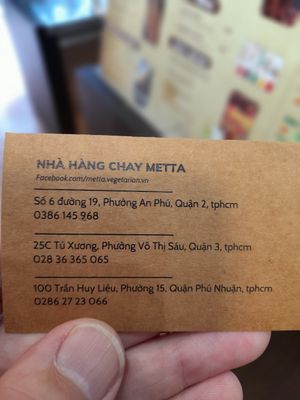 NHÀ HÀNG CHAY METTA
Facebook.com/metta.vegetarian.vn
Số 6 đường 19, Phường An Phú, Quận 2, tphcm
0386 145 968
25C Tú Xương, Phường Võ Thị Sáu, Quận 3, tphcm
028 36 365 065
100 Trần Huy Liệu, Phường 15, Quận Phú Nhuận, tphcm
0286 27 23 066